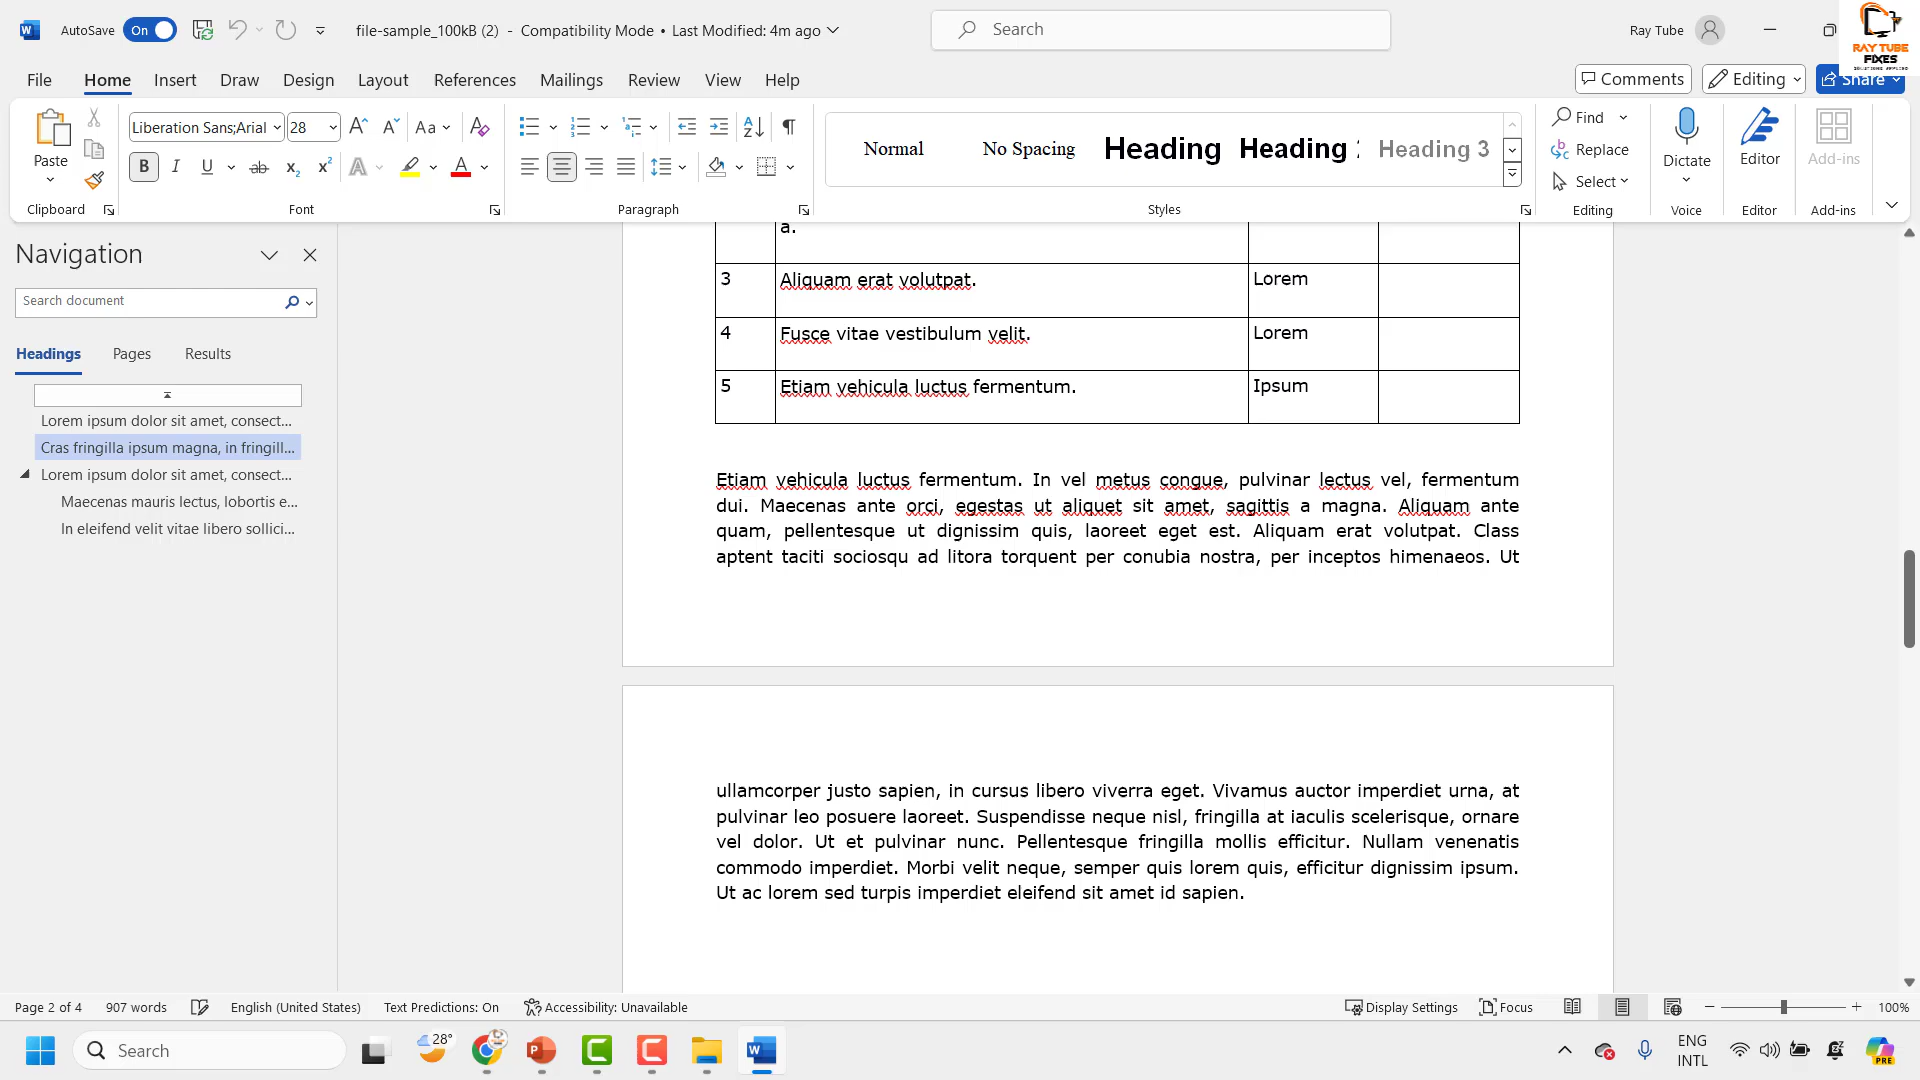 AutoSave On file-sample_100kB (2) - Compatibility Mode • Last Modified: 4m ago Search Ray Tube
RAY TUBE
FIXES
File Home Insert Draw Design Layout References Mailings Review View Help Comments Editing Share
Paste Liberation Sans;Arial 28 Aa
B I U ab x₂ x² A A
Normal No Spacing Heading Heading Heading 3
Find
Replace
Select
Dictate Editor Add-ins
Clipboard Font Paragraph Styles Editing Voice Editor Add-ins
Navigation
Search document
Headings Pages Results
Lorem ipsum dolor sit amet, consect...
Cras fringilla ipsum magna, in fringill...
Lorem ipsum dolor sit amet, consect...
Maecenas mauris lectus, lobortis e...
In eleifend velit vitae libero sollici...
a.
3 Aliquam erat volutpat. Lorem
4 Fusce vitae vestibulum velit. Lorem
5 Etiam vehicula luctus fermentum. Ipsum
Etiam vehicula luctus fermentum. In vel metus congue, pulvinar lectus vel, fermentum
dui. Maecenas ante orci, egestas ut aliquet sit amet, sagittis a magna. Aliquam ante
quam, pellentesque ut dignissim quis, laoreet eget est. Aliquam erat volutpat. Class
aptent taciti sociosqu ad litora torquent per conubia nostra, per inceptos himenaeos. Ut
ullamcorper justo sapien, in cursus libero viverra eget. Vivamus auctor imperdiet urna, at
pulvinar leo posuere laoreet. Suspendisse neque nisl, fringilla at iaculis scelerisque, ornare
vel dolor. Ut et pulvinar nunc. Pellentesque fringilla mollis efficitur. Nullam venenatis
commodo imperdiet. Morbi velit neque, semper quis lorem quis, efficitur dignissim ipsum.
Ut ac lorem sed turpis imperdiet eleifend sit amet id sapien.
Page 2 of 4 907 words English (United States) Text Predictions: On Accessibility: Unavailable Display Settings Focus 100%
Search 28° ENG
INTL
PRE